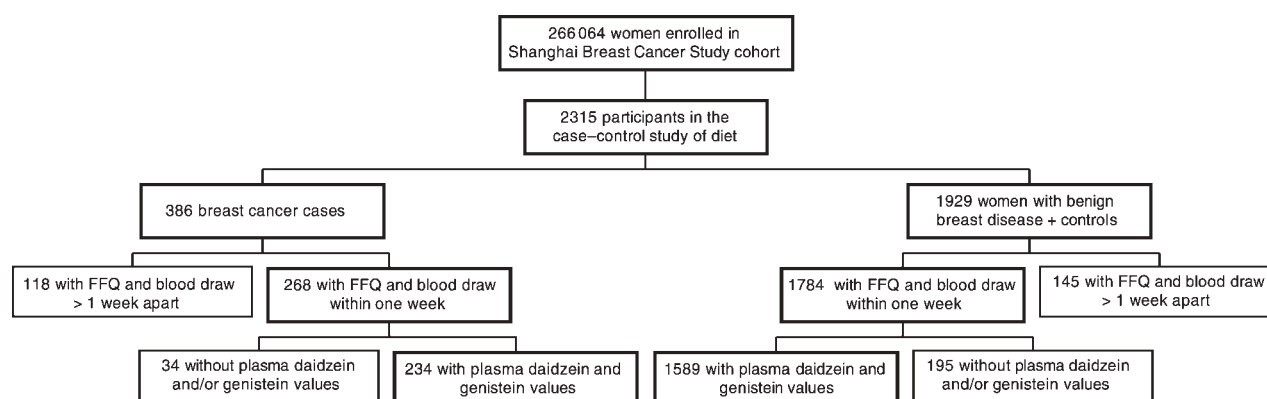 266 064 women enrolled in
Shanghai Breast Cancer Study cohort
2315 participants in the
case–control study of diet
386 breast cancer cases
1929 women with benign
breast disease + controls
118 with FFQ and blood draw
> 1 week apart
268 with FFQ and blood draw
within one week
1784 with FFQ and blood draw
within one week
145 with FFQ and blood draw
> 1 week apart
34 without plasma daidzein
and/or genistein values
234 with plasma daidzein and
genistein values
1589 with plasma daidzein and
genistein values
195 without plasma daidzein
and/or genistein values